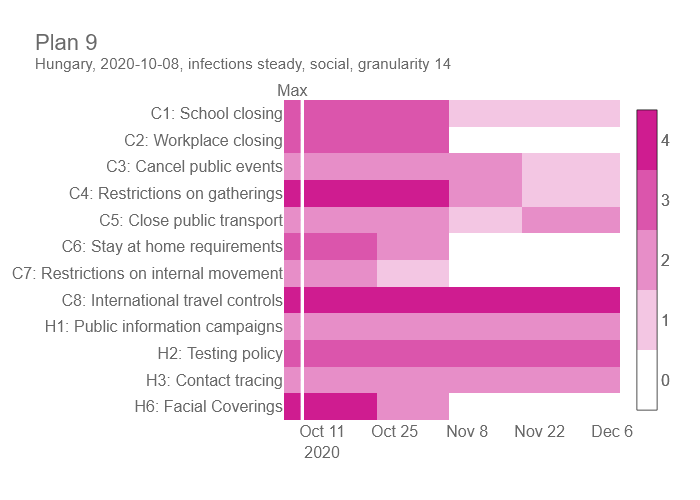 Plan 9
Hungary, 2020-10-08, infections steady, social, granularity 14
Max
C1: School closing
C2: Workplace closing
C3: Cancel public events
C4: Restrictions on gatherings
C5: Close public transport
C6: Stay at home requirements
C7: Restrictions on internal movement
C8: International travel controls
H1: Public information campaigns
H2: Testing policy
H3: Contact tracing
H6: Facial Coverings
Oct 11 Oct 25 Nov 8 Nov 22 Dec 6
2020
4
3
2
1
0